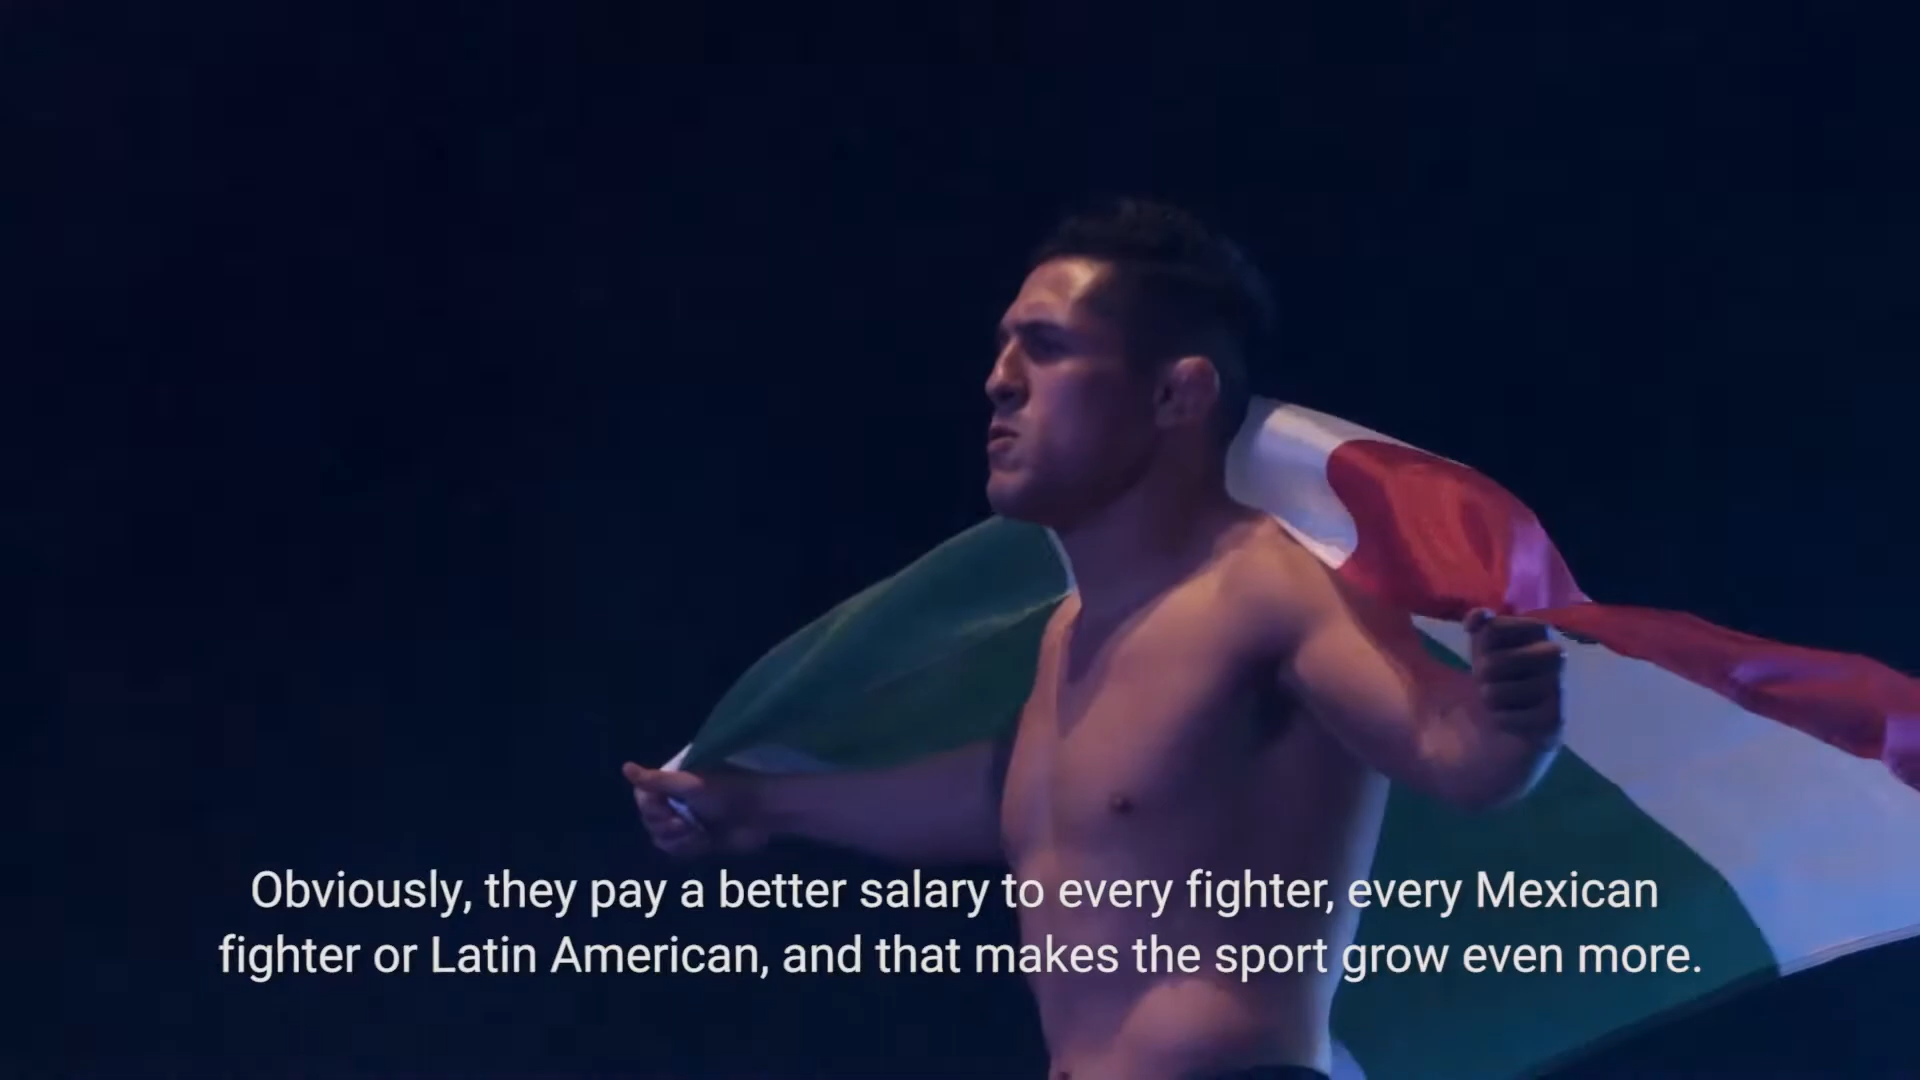 Obviously, they pay a better salary to every fighter, every Mexican
fighter or Latin American, and that makes the sport grow even more.